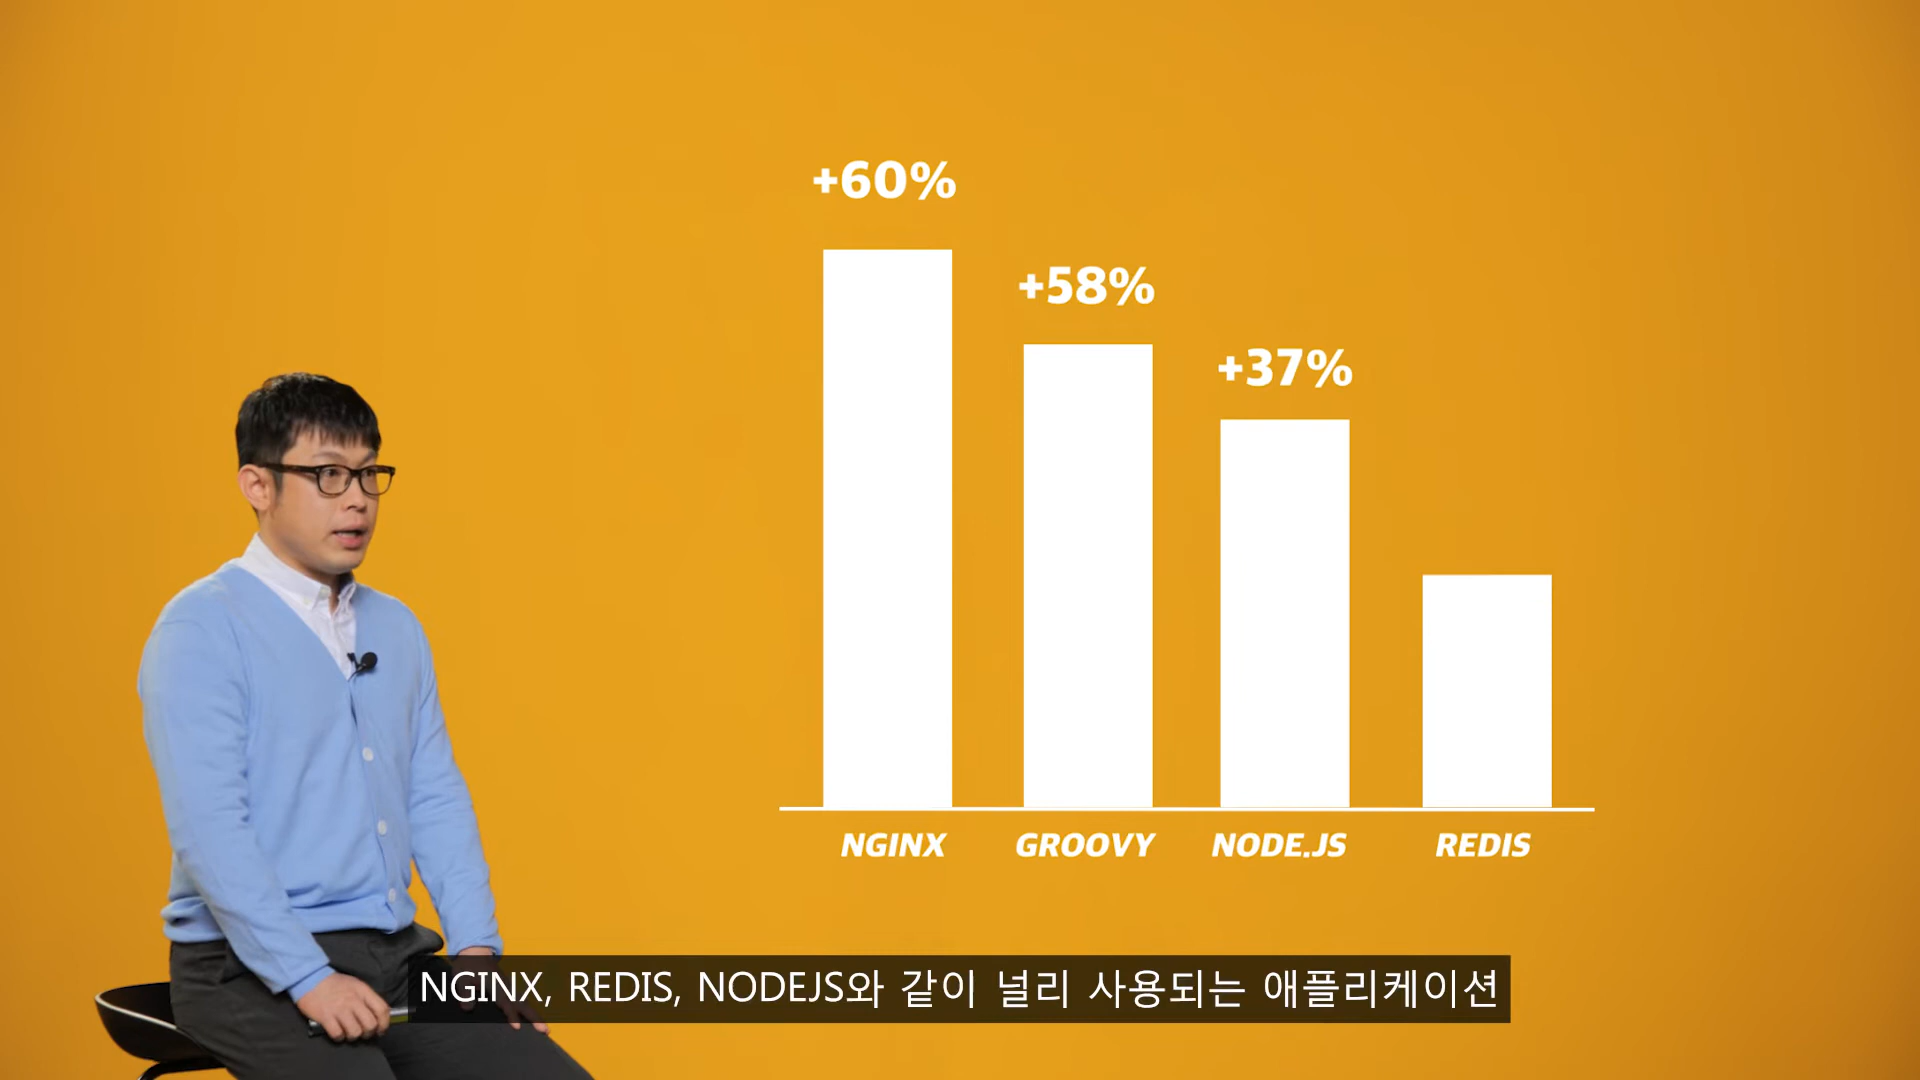 +60%
+58%
+37%
NGINX GROOVY NODE.JS REDIS
NGINX, REDIS, NODEJS와 같이 널리 사용되는 애플리케이션